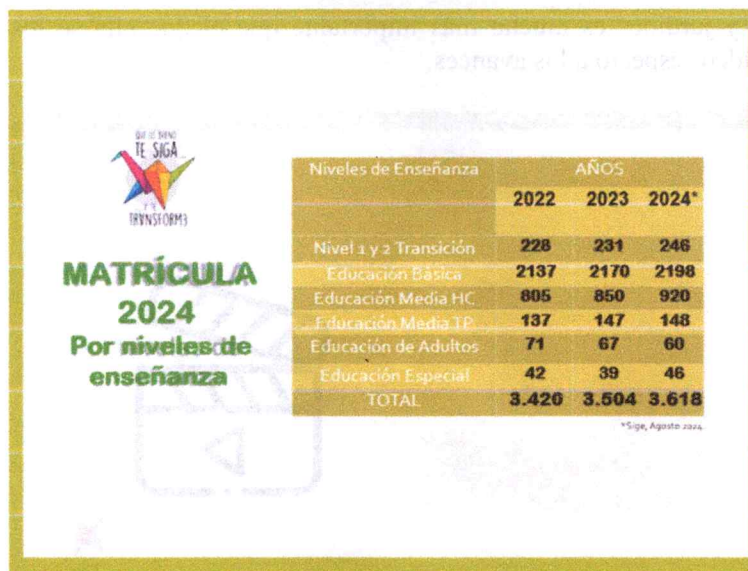 QUE LO BUENO
TE SIGA
Y TE
TRANSFORM3
MATRÍCULA
2024
Por niveles de
enseñanza
Niveles de Enseñanza AÑOS
2022 2023 2024*
Nivel 1 y 2 Transición 228 231 246
Educación Básica 2137 2170 2198
Educación Media HC 805 850 920
Educación Media TP 137 147 148
Educación de Adultos 71 67 60
Educación Especial 42 39 46
TOTAL 3.420 3.504 3.618
*Sige, Agosto 2024